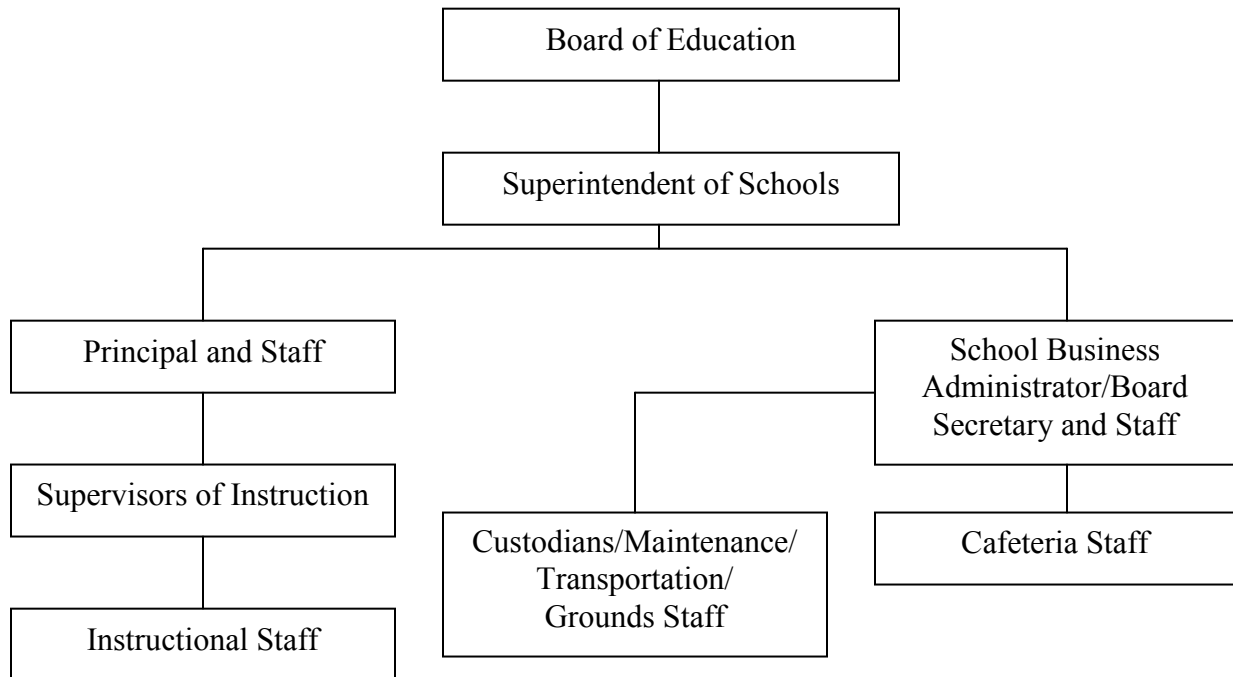 Board of Education
Superintendent of Schools
Principal and Staff
School Business
Administrator/Board
Secretary and Staff
Supervisors of Instruction
Custodians/Maintenance/
Transportation/
Grounds Staff
Cafeteria Staff
Instructional Staff